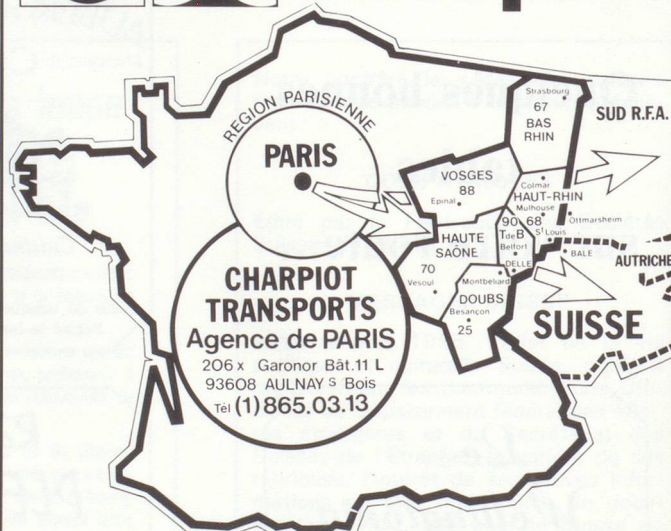 REGION PARISIENNE
PARIS
CHARPIOT
TRANSPORTS
Agence de PARIS
206 x Garonor Bât.11 L
93608 AULNAY S Bois
Tél (1) 865.03.13
Strasbourg
67
BAS
RHIN
SUD R.F.A.
VOSGES
88
Epinal
Colmar
HAUT-RHIN
Mulhouse
68
Ottmarsheim
St Louis
BALE
90
T de B
Belfort
DELLE
HAUTE
SAÔNE
70
Vesoul
Montbeliard
DOUBS
Besançon
25
AUTRICHE
SUISSE